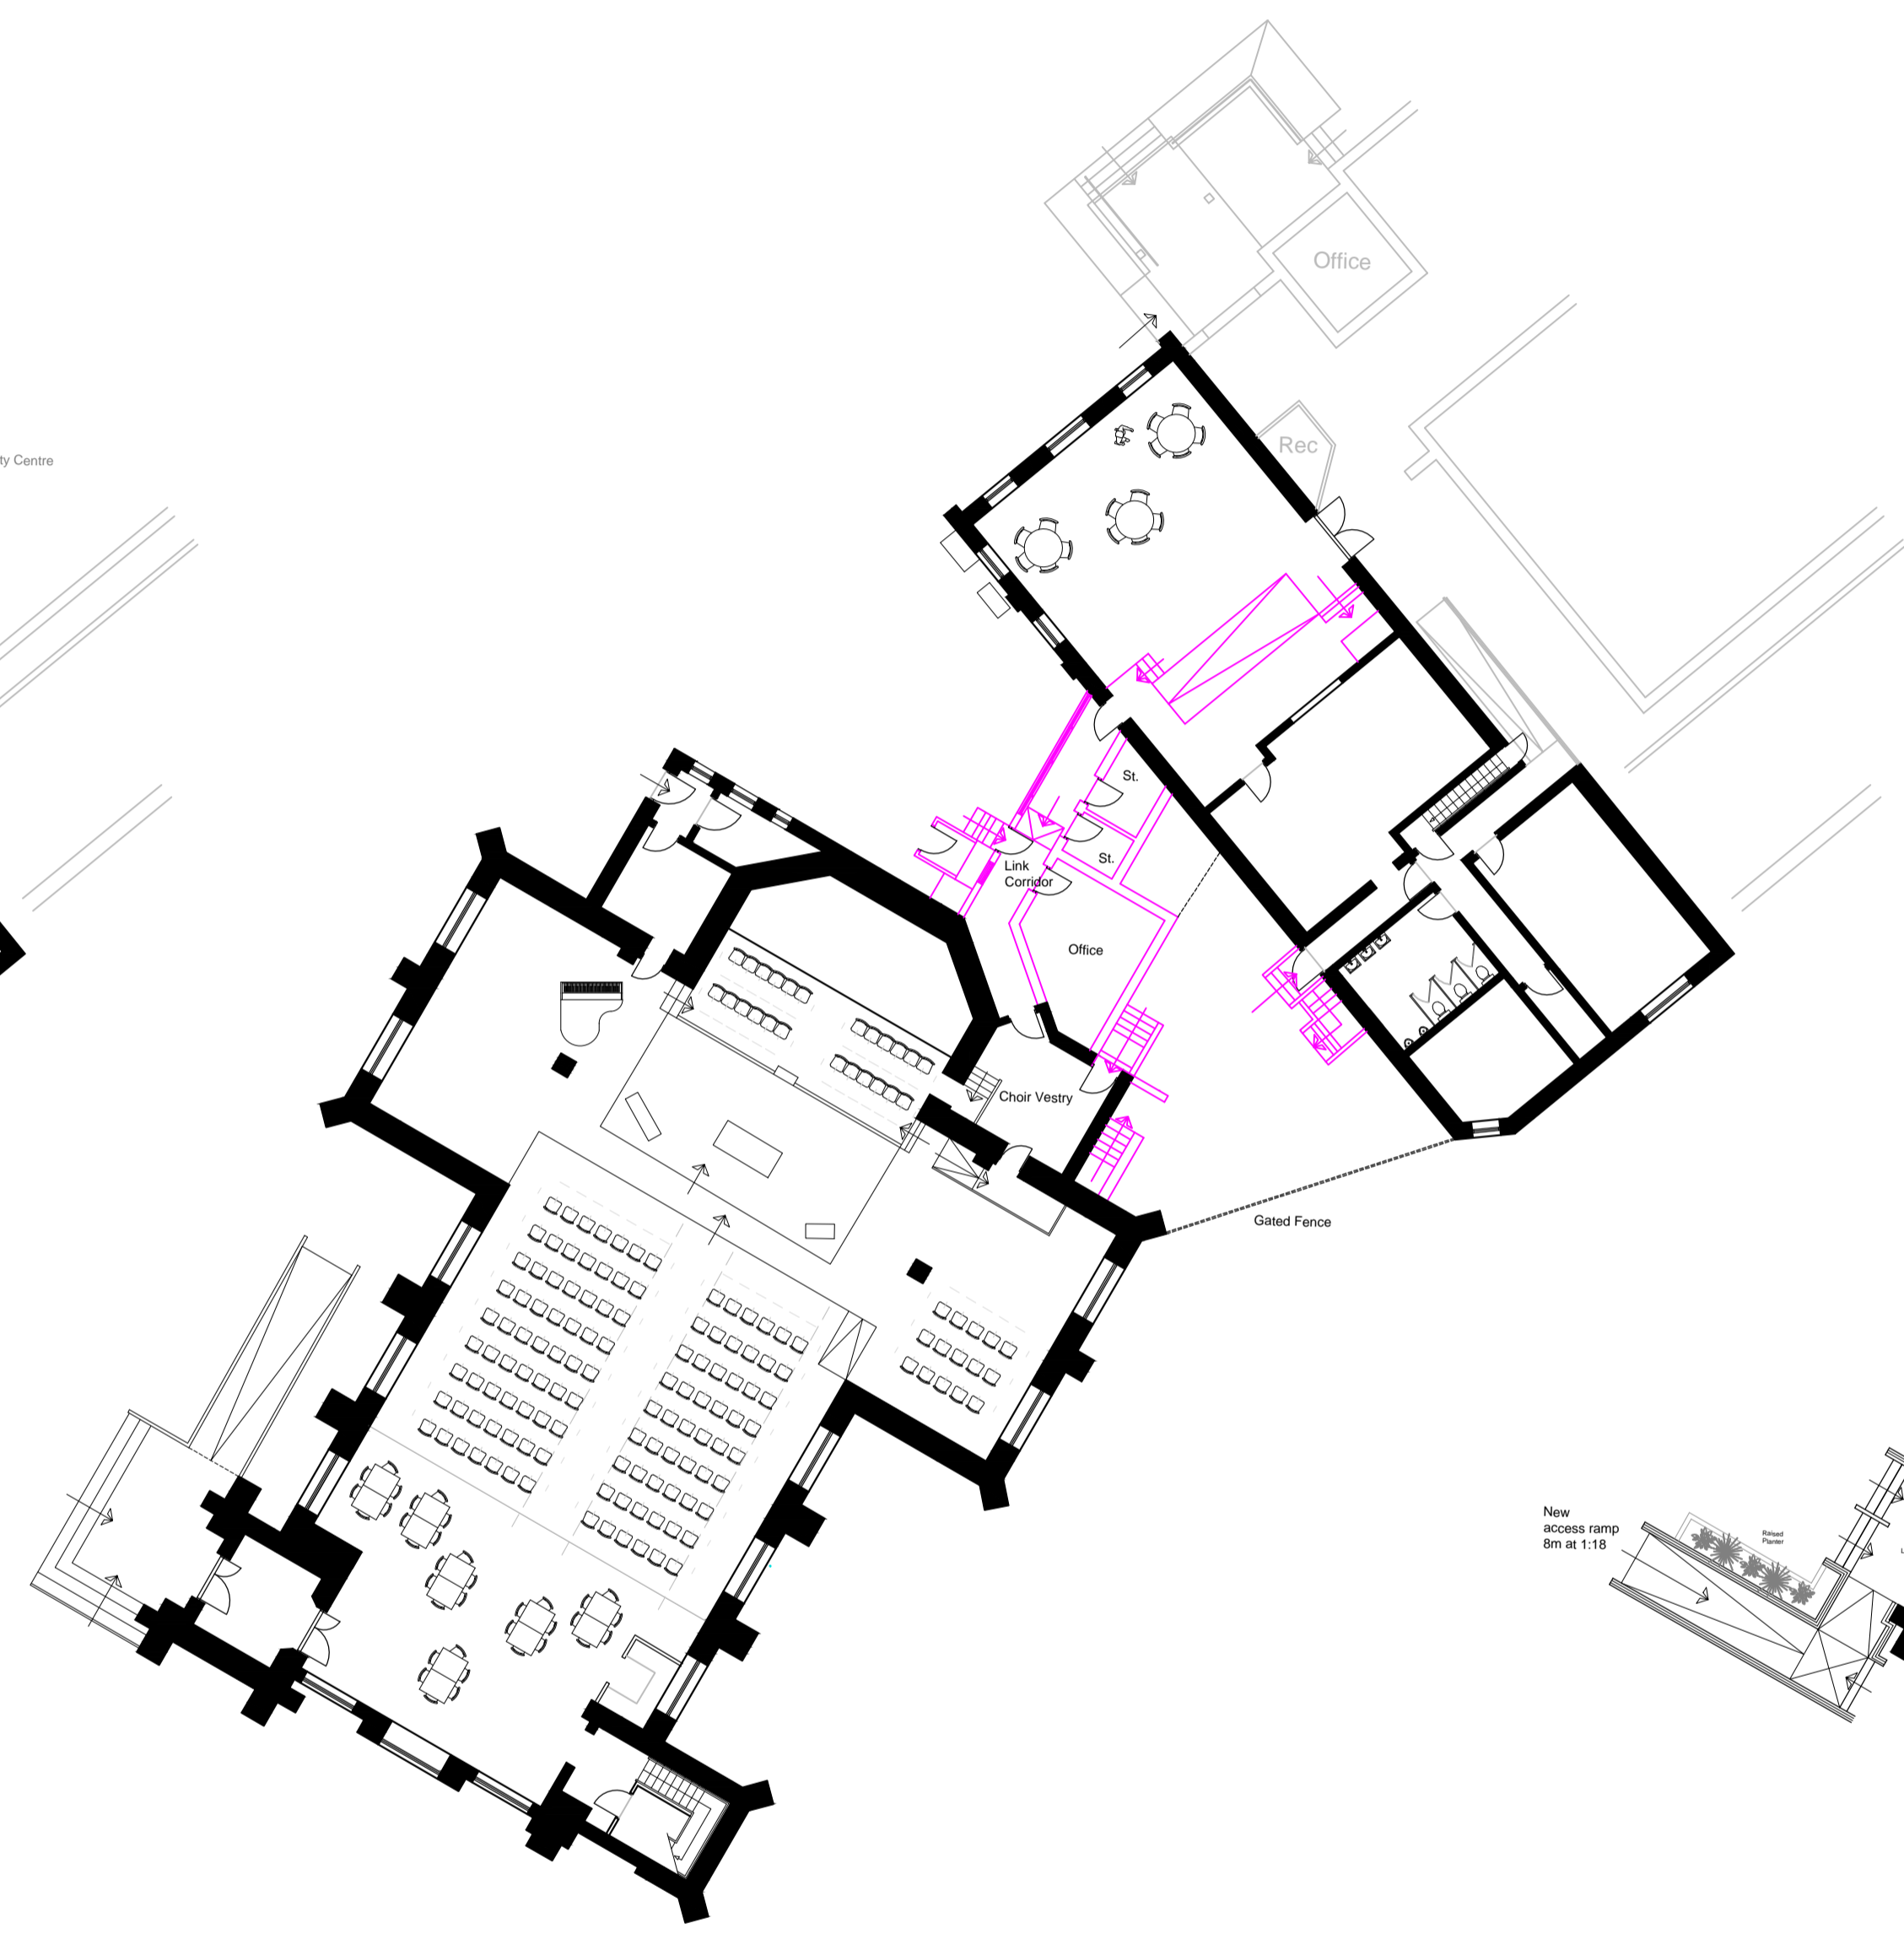 Office
Rec
ty Centre
St.
St.
Link
Corridor
Office
Choir Vestry
Gated Fence
New
access ramp
8m at 1:18
Raised
Planter
L